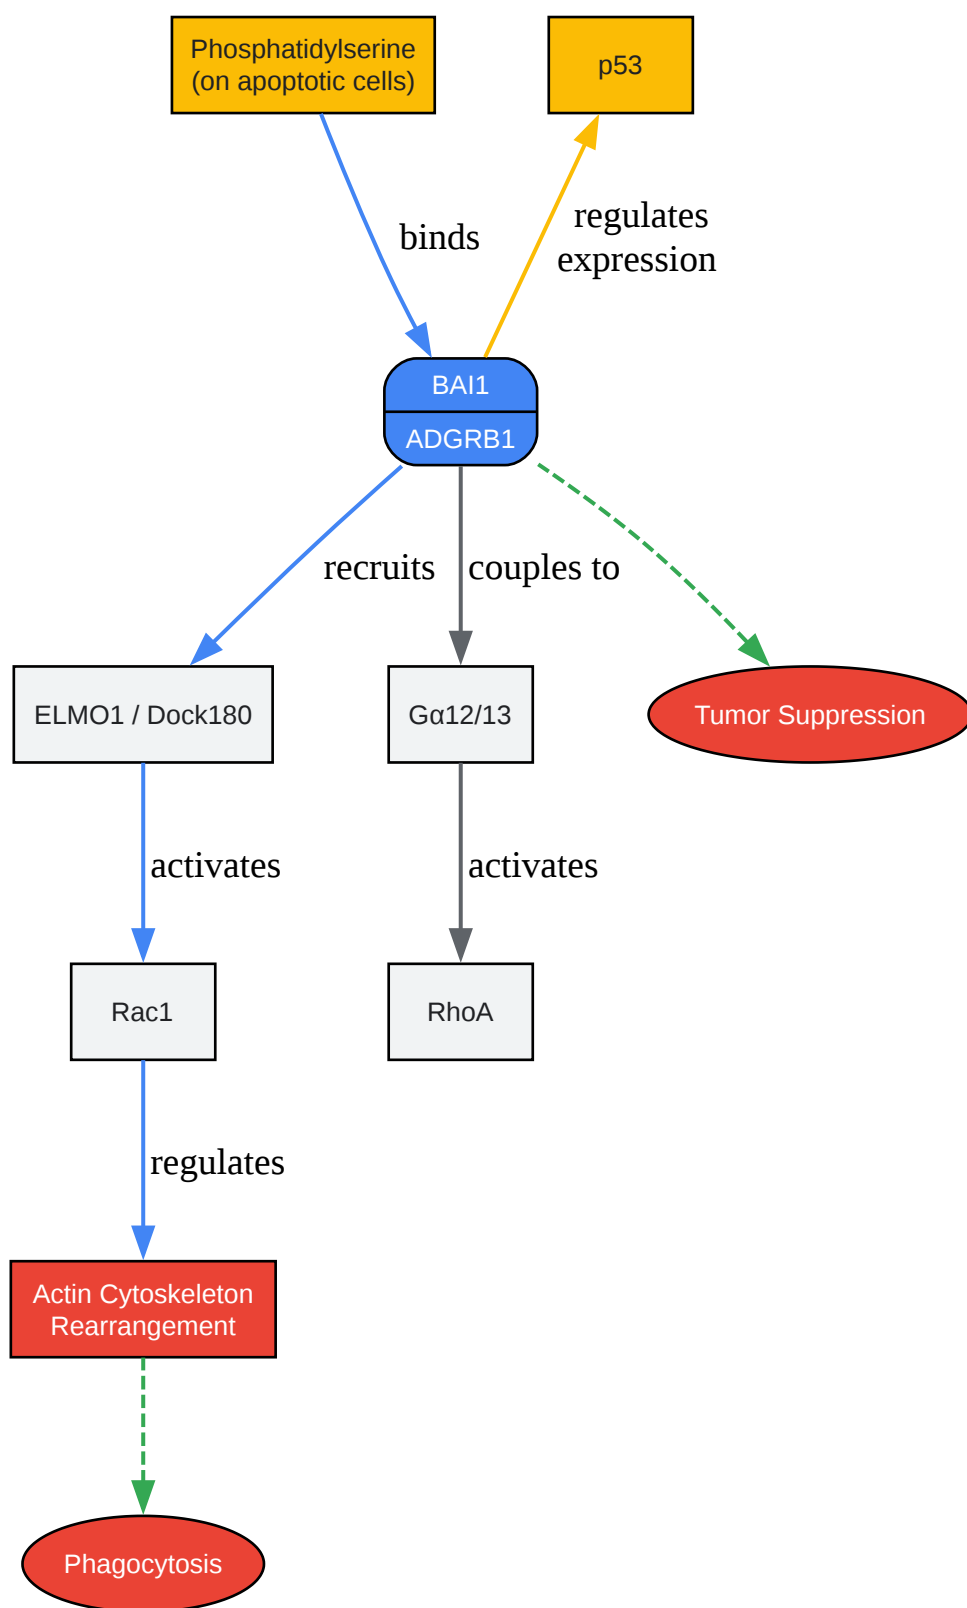 Phosphatidylserine
(on apoptotic cells)
p53
binds
regulates
expression
BAI1
ADGRB1
recruits
couples to
ELMO1 / Dock180
Gα12/13
Tumor Suppression
activates
activates
Rac1
RhoA
regulates
Actin Cytoskeleton
Rearrangement
Phagocytosis